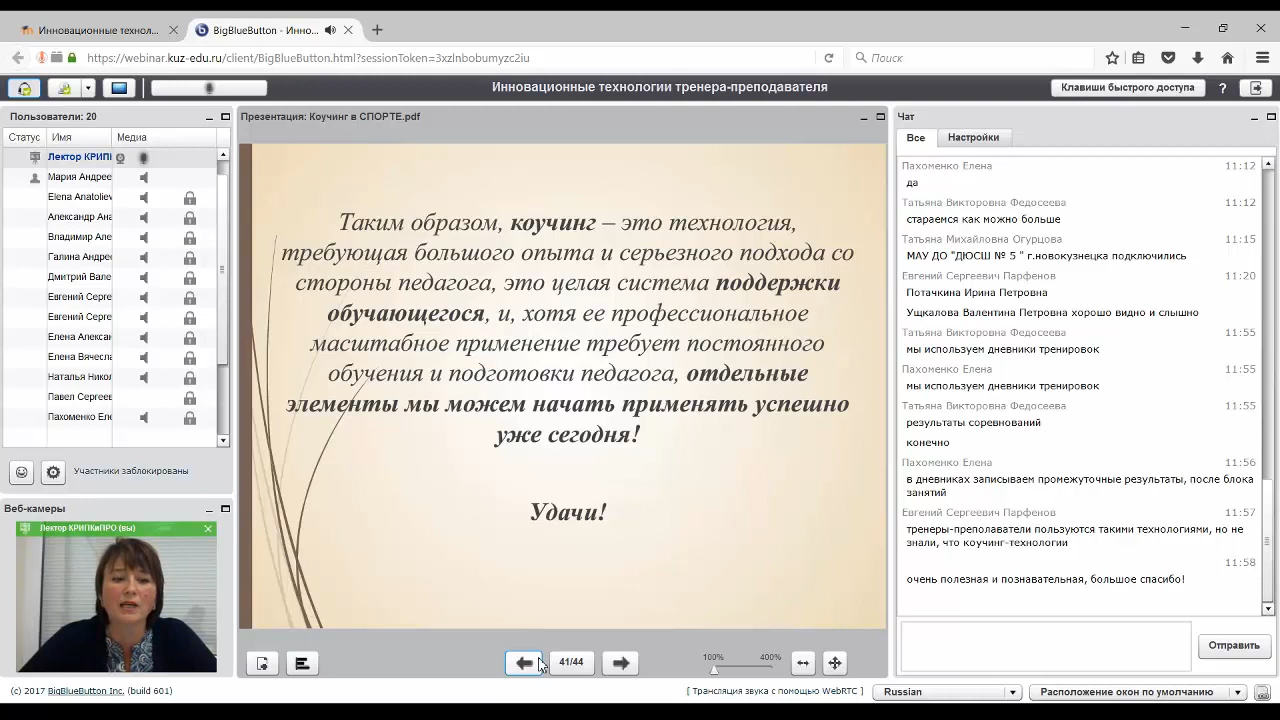 Инновационные технол...
BigBlueButton - Инно...
https://webinar.kuz-edu.ru/client/BigBlueButton.html?sessionToken=3xzlnbobumyzc2iu
Поиск
Инновационные технологии тренера-преподавателя
Клавиши быстрого доступа
?
Пользователи: 20
Статус Имя Медиа
Лектор КРИПК
Мария Андрее
Elena Anatoliev
Александр Ана
Владимир Але
Галина Андрее
Дмитрий Вале
Евгений Серге
Евгений Серге
Елена Алексан
Елена Вячесла
Наталья Никол
Павел Сергеев
Пахоменко Еле
Участники заблокированы
Веб-камеры
Лектор КРИПКиПРО (вы)
Презентация: Коучинг в СПОРТЕ.pdf
Таким образом, коучинг – это технология,
требующая большого опыта и серьезного подхода со
стороны педагога, это целая система поддержки
обучающегося, и, хотя ее профессиональное
масштабное применение требует постоянного
обучения и подготовки педагога, отдельные
элементы мы можем начать применять успешно
уже сегодня!
Удачи!
41/44
100% 400%
Чат
Все Настройки
Пахоменко Елена 11:12
да
Татьяна Викторовна Федосеева 11:12
стараемся как можно больше
Татьяна Михайловна Огурцова 11:15
МАУ ДО "ДЮСШ № 5 " г.новокузнецка подключились
Евгений Сергеевич Парфенов 11:20
Потачкина Ирина Петровна
Ущкалова Валентина Петровна хорошо видно и слышно
Татьяна Викторовна Федосеева 11:55
мы используем дневники тренировок
Пахоменко Елена 11:55
мы используем дневники тренировок
Татьяна Викторовна Федосеева 11:55
результаты соревнований
конечно
Пахоменко Елена 11:56
в дневниках записываем промежуточные результаты, после блока
занятий
Евгений Сергеевич Парфенов 11:57
тренеры-преполаватели пользуются такими технологиями, но не
знали, что коучинг-технологии
11:58
очень полезная и познавательная, большое спасибо!
Отправить
(c) 2017 BigBlueButton Inc. (build 601)
[ Трансляция звука с помощью WebRTC ]
Russian
Расположение окон по умолчанию